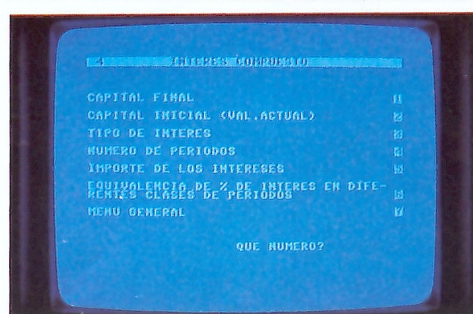 4 INTERES COMPUESTO
CAPITAL FINAL 1
CAPITAL INICIAL (VAL.ACTUAL) 2
TIPO DE INTERES 3
NUMERO DE PERIODOS 4
IMPORTE DE LOS INTERESES 5
EQUIVALENCIA DE % DE INTERES EN DIFE-
RENTES CLASES DE PERIODOS 6
MENU GENERAL 7
QUE NUMERO?